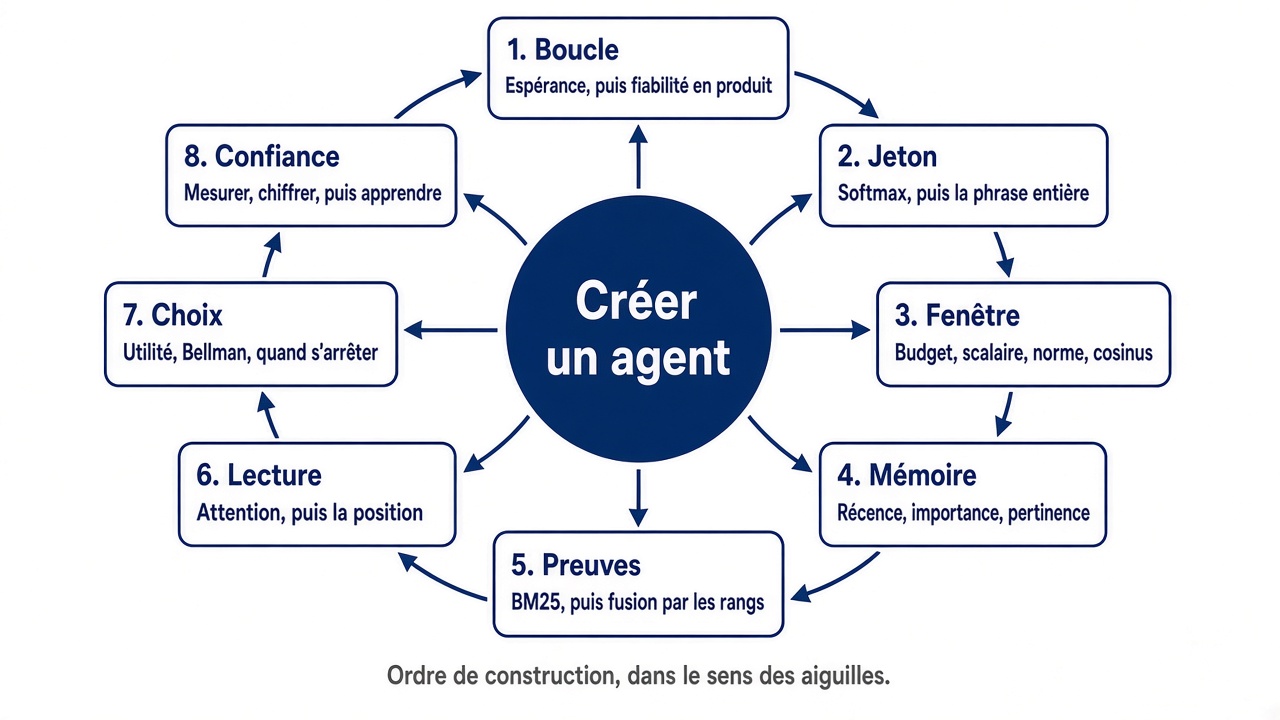 1. Boucle
Espérance, puis fiabilité en produit
8. Confiance
Mesurer, chiffrer, puis apprendre
2. Jeton
Softmax, puis la phrase entière
Créer
un agent
7. Choix
Utilité, Bellman, quand s'arrêter
3. Fenêtre
Budget, scalaire, norme, cosinus
6. Lecture
Attention, puis la position
4. Mémoire
Récence, importance, pertinence
5. Preuves
BM25, puis fusion par les rangs
Ordre de construction, dans le sens des aiguilles.